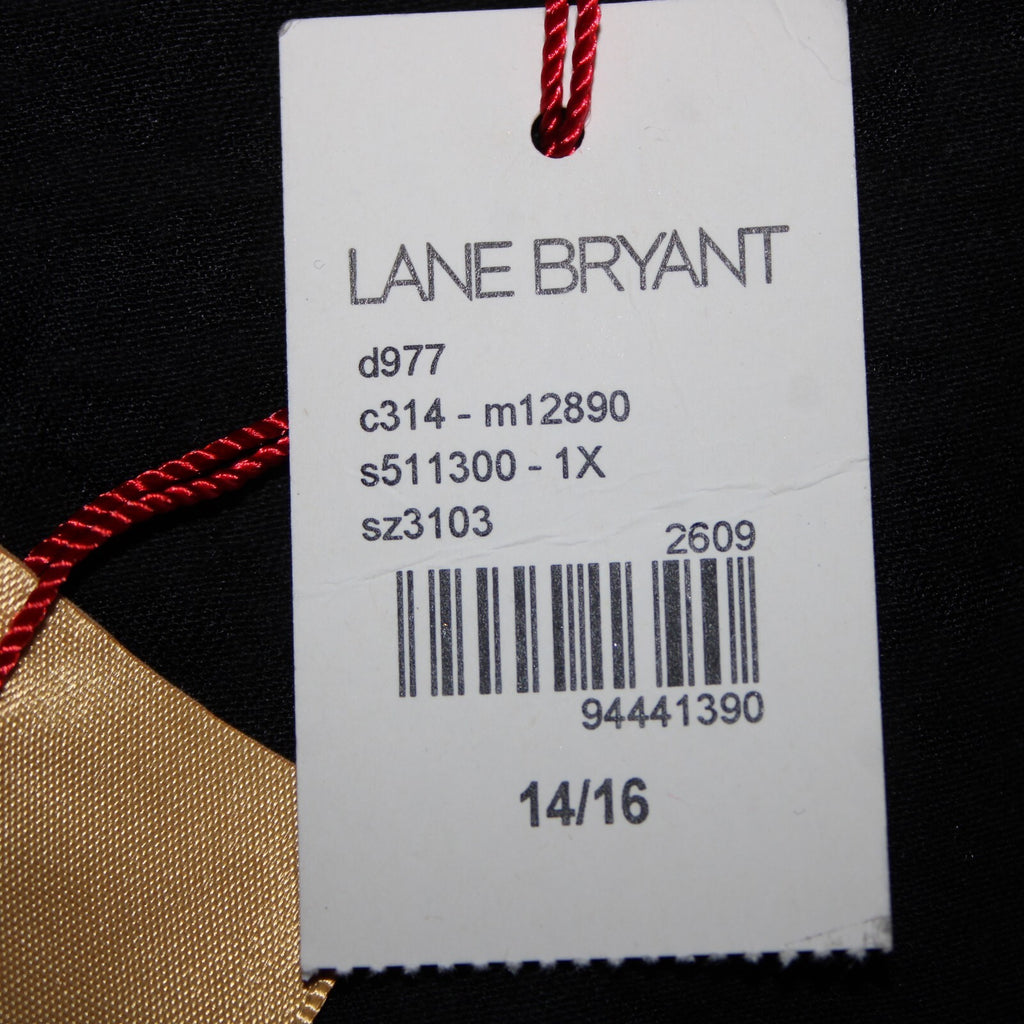 LANE BRYANT
d977
c314 - m12890
s511300 - 1X
sz3103
2609
94441390
14/16